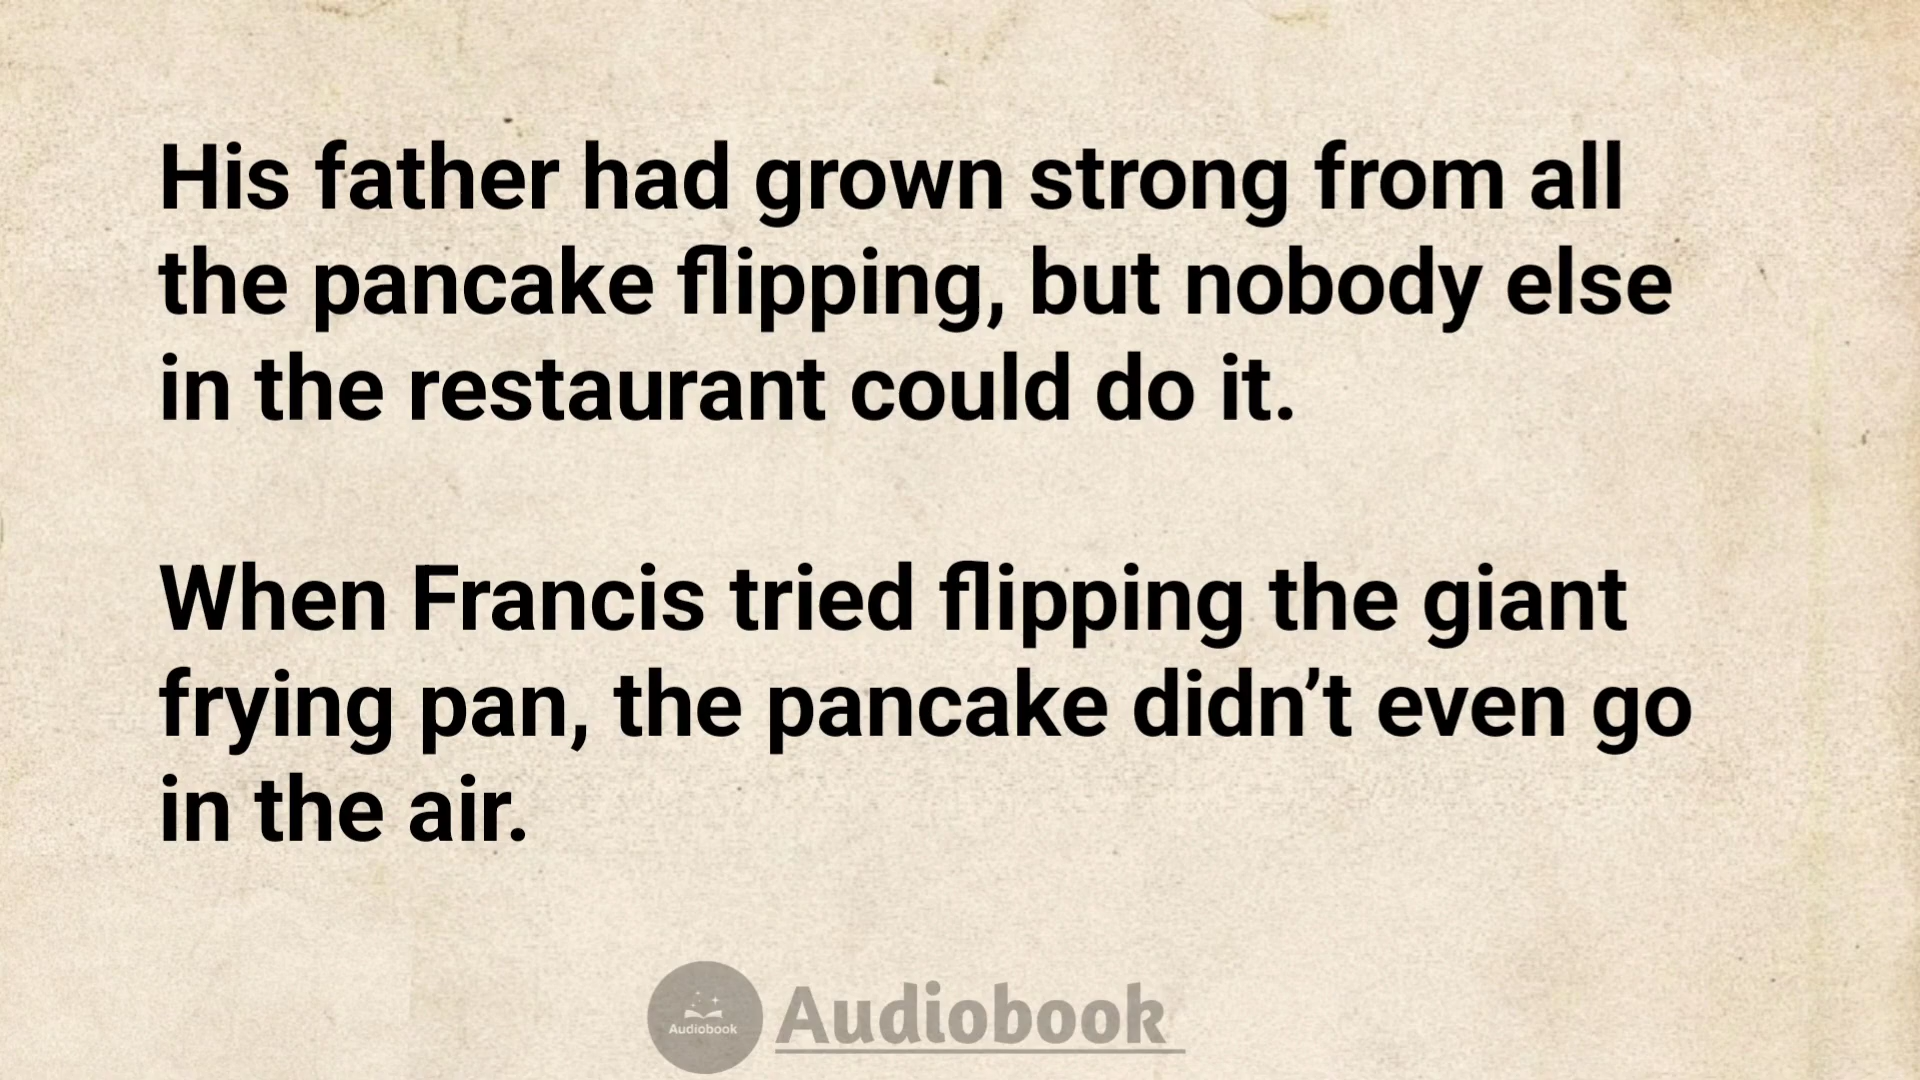 His father had grown strong from all
the pancake flipping, but nobody else
in the restaurant could do it.
When Francis tried flipping the giant
frying pan, the pancake didn’t even go
in the air.
Audiobook
Audiobook